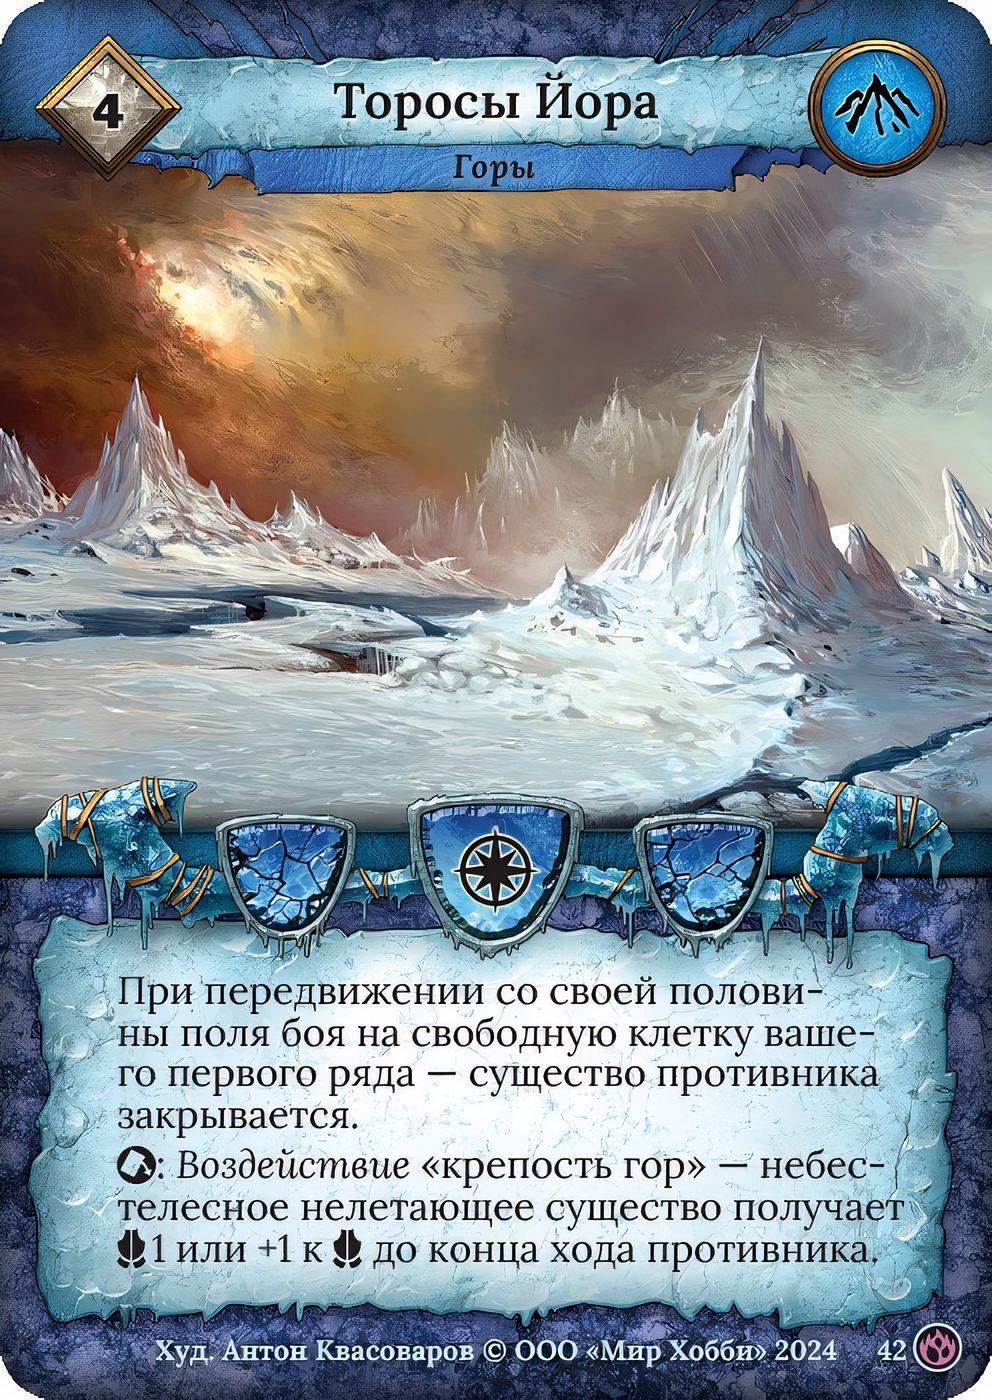 4
Торосы Йора
Горы
При передвижении со своей полови-
ны поля боя на свободную клетку ваше-
го первого ряда — существо противника
закрывается.
: Воздействие «крепость гор» — небес-
телесное нелетающее существо получает
1 или +1 к до конца хода противника.
Худ. Антон Квасоваров © ООО «Мир Хобби» 2024 42